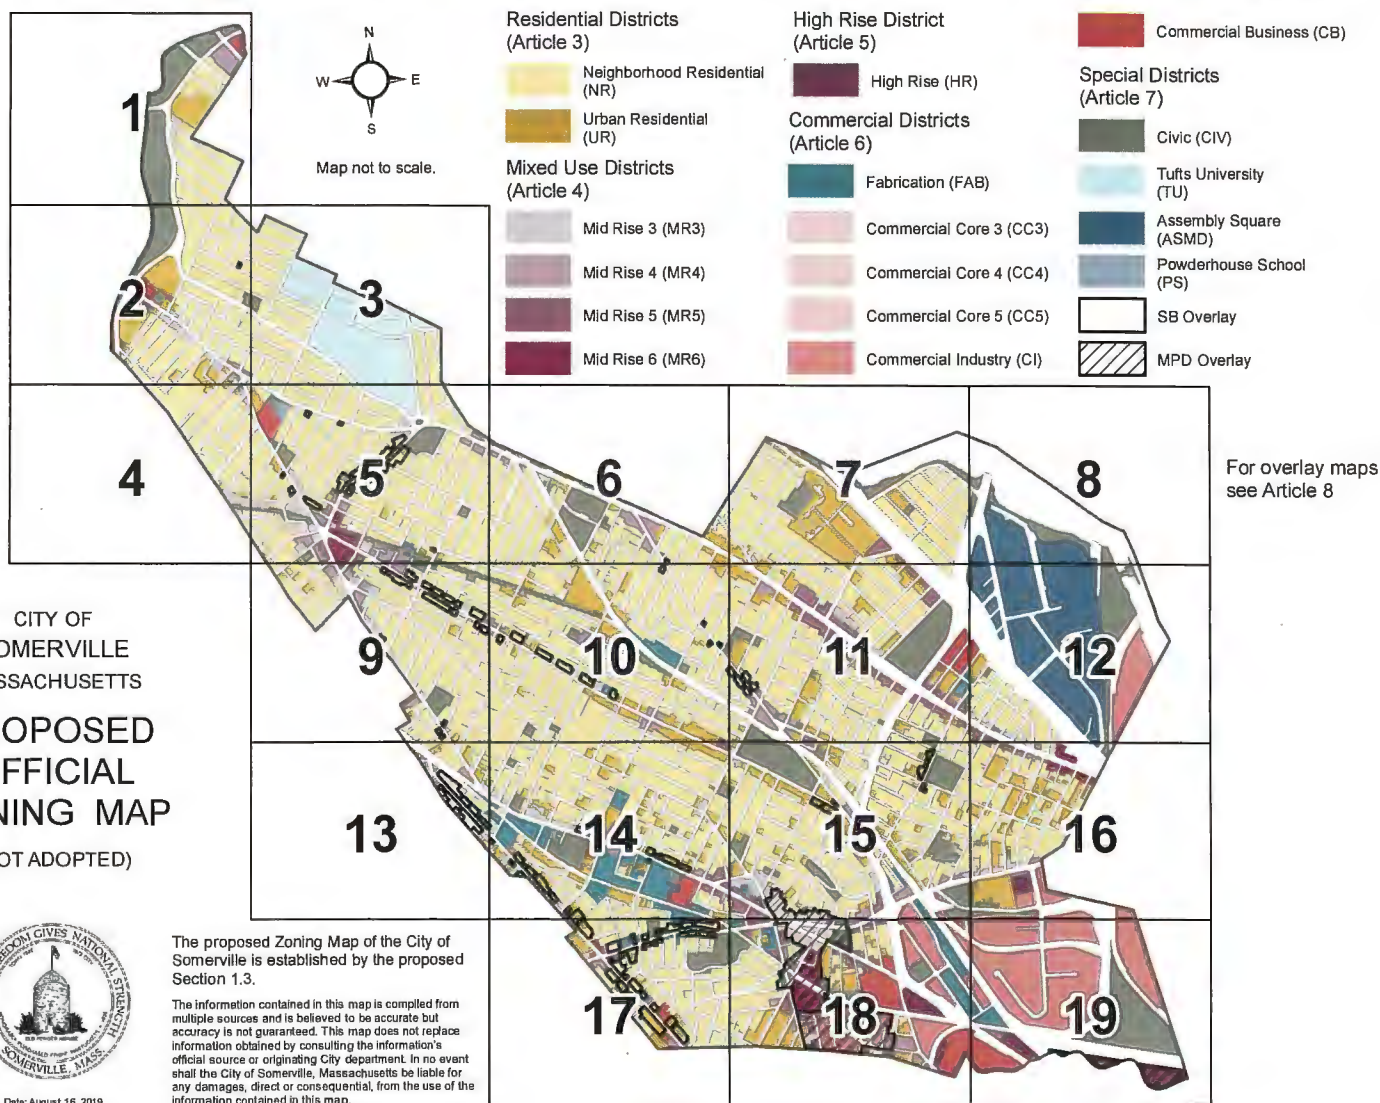 Residential Districts
(Article 3)
Neighborhood Residential
(NR)
Urban Residential
(UR)
Mixed Use Districts
(Article 4)
Mid Rise 3 (MR3)
Mid Rise 4 (MR4)
Mid Rise 5 (MR5)
Mid Rise 6 (MR6)
High Rise District
(Article 5)
High Rise (HR)
Commercial Districts
(Article 6)
Fabrication (FAB)
Commercial Core 3 (CC3)
Commercial Core 4 (CC4)
Commercial Core 5 (CC5)
Commercial Industry (CI)
Commercial Business (CB)
Special Districts
(Article 7)
Civic (CIV)
Tufts University
(TU)
Assembly Square
(ASMD)
Powderhouse School
(PS)
SB Overlay
MPD Overlay
N
W E
S
Map not to scale.
1
2
3
4
5
6
7
8
For overlay maps
see Article 8
9
10
11
12
13
14
15
16
17
18
19
CITY OF
OMERVILLE
SSACHUSETTS
OPOSED
FFICIAL
NING MAP
OT ADOPTED)
EEDOM GIVES NATIONAL STRENGTH
SOMERVILLE, MASS.
Date: August 16, 2019
The proposed Zoning Map of the City of
Somerville is established by the proposed
Section 1.3.
The information contained in this map is compiled from
multiple sources and is believed to be accurate but
accuracy is not guaranteed. This map does not replace
information obtained by consulting the information's
official source or originating City department. In no event
shall the City of Somerville, Massachusetts be liable for
any damages, direct or consequential, from the use of the
information contained in this map.